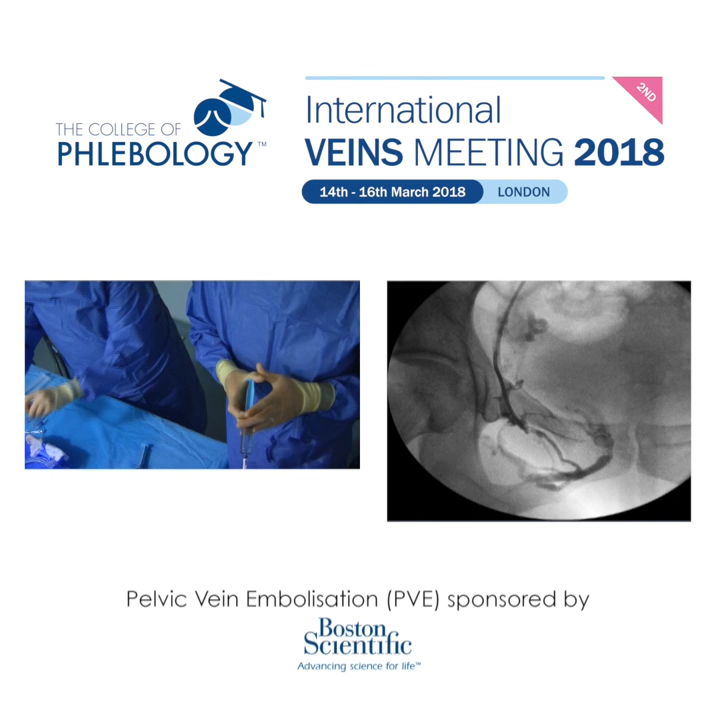 THE COLLEGE OF
PHLEBOLOGY™
International
VEINS MEETING 2018
2ND
14th - 16th March 2018 LONDON
Pelvic Vein Embolisation (PVE) sponsored by
Boston
Scientific
Advancing science for life™